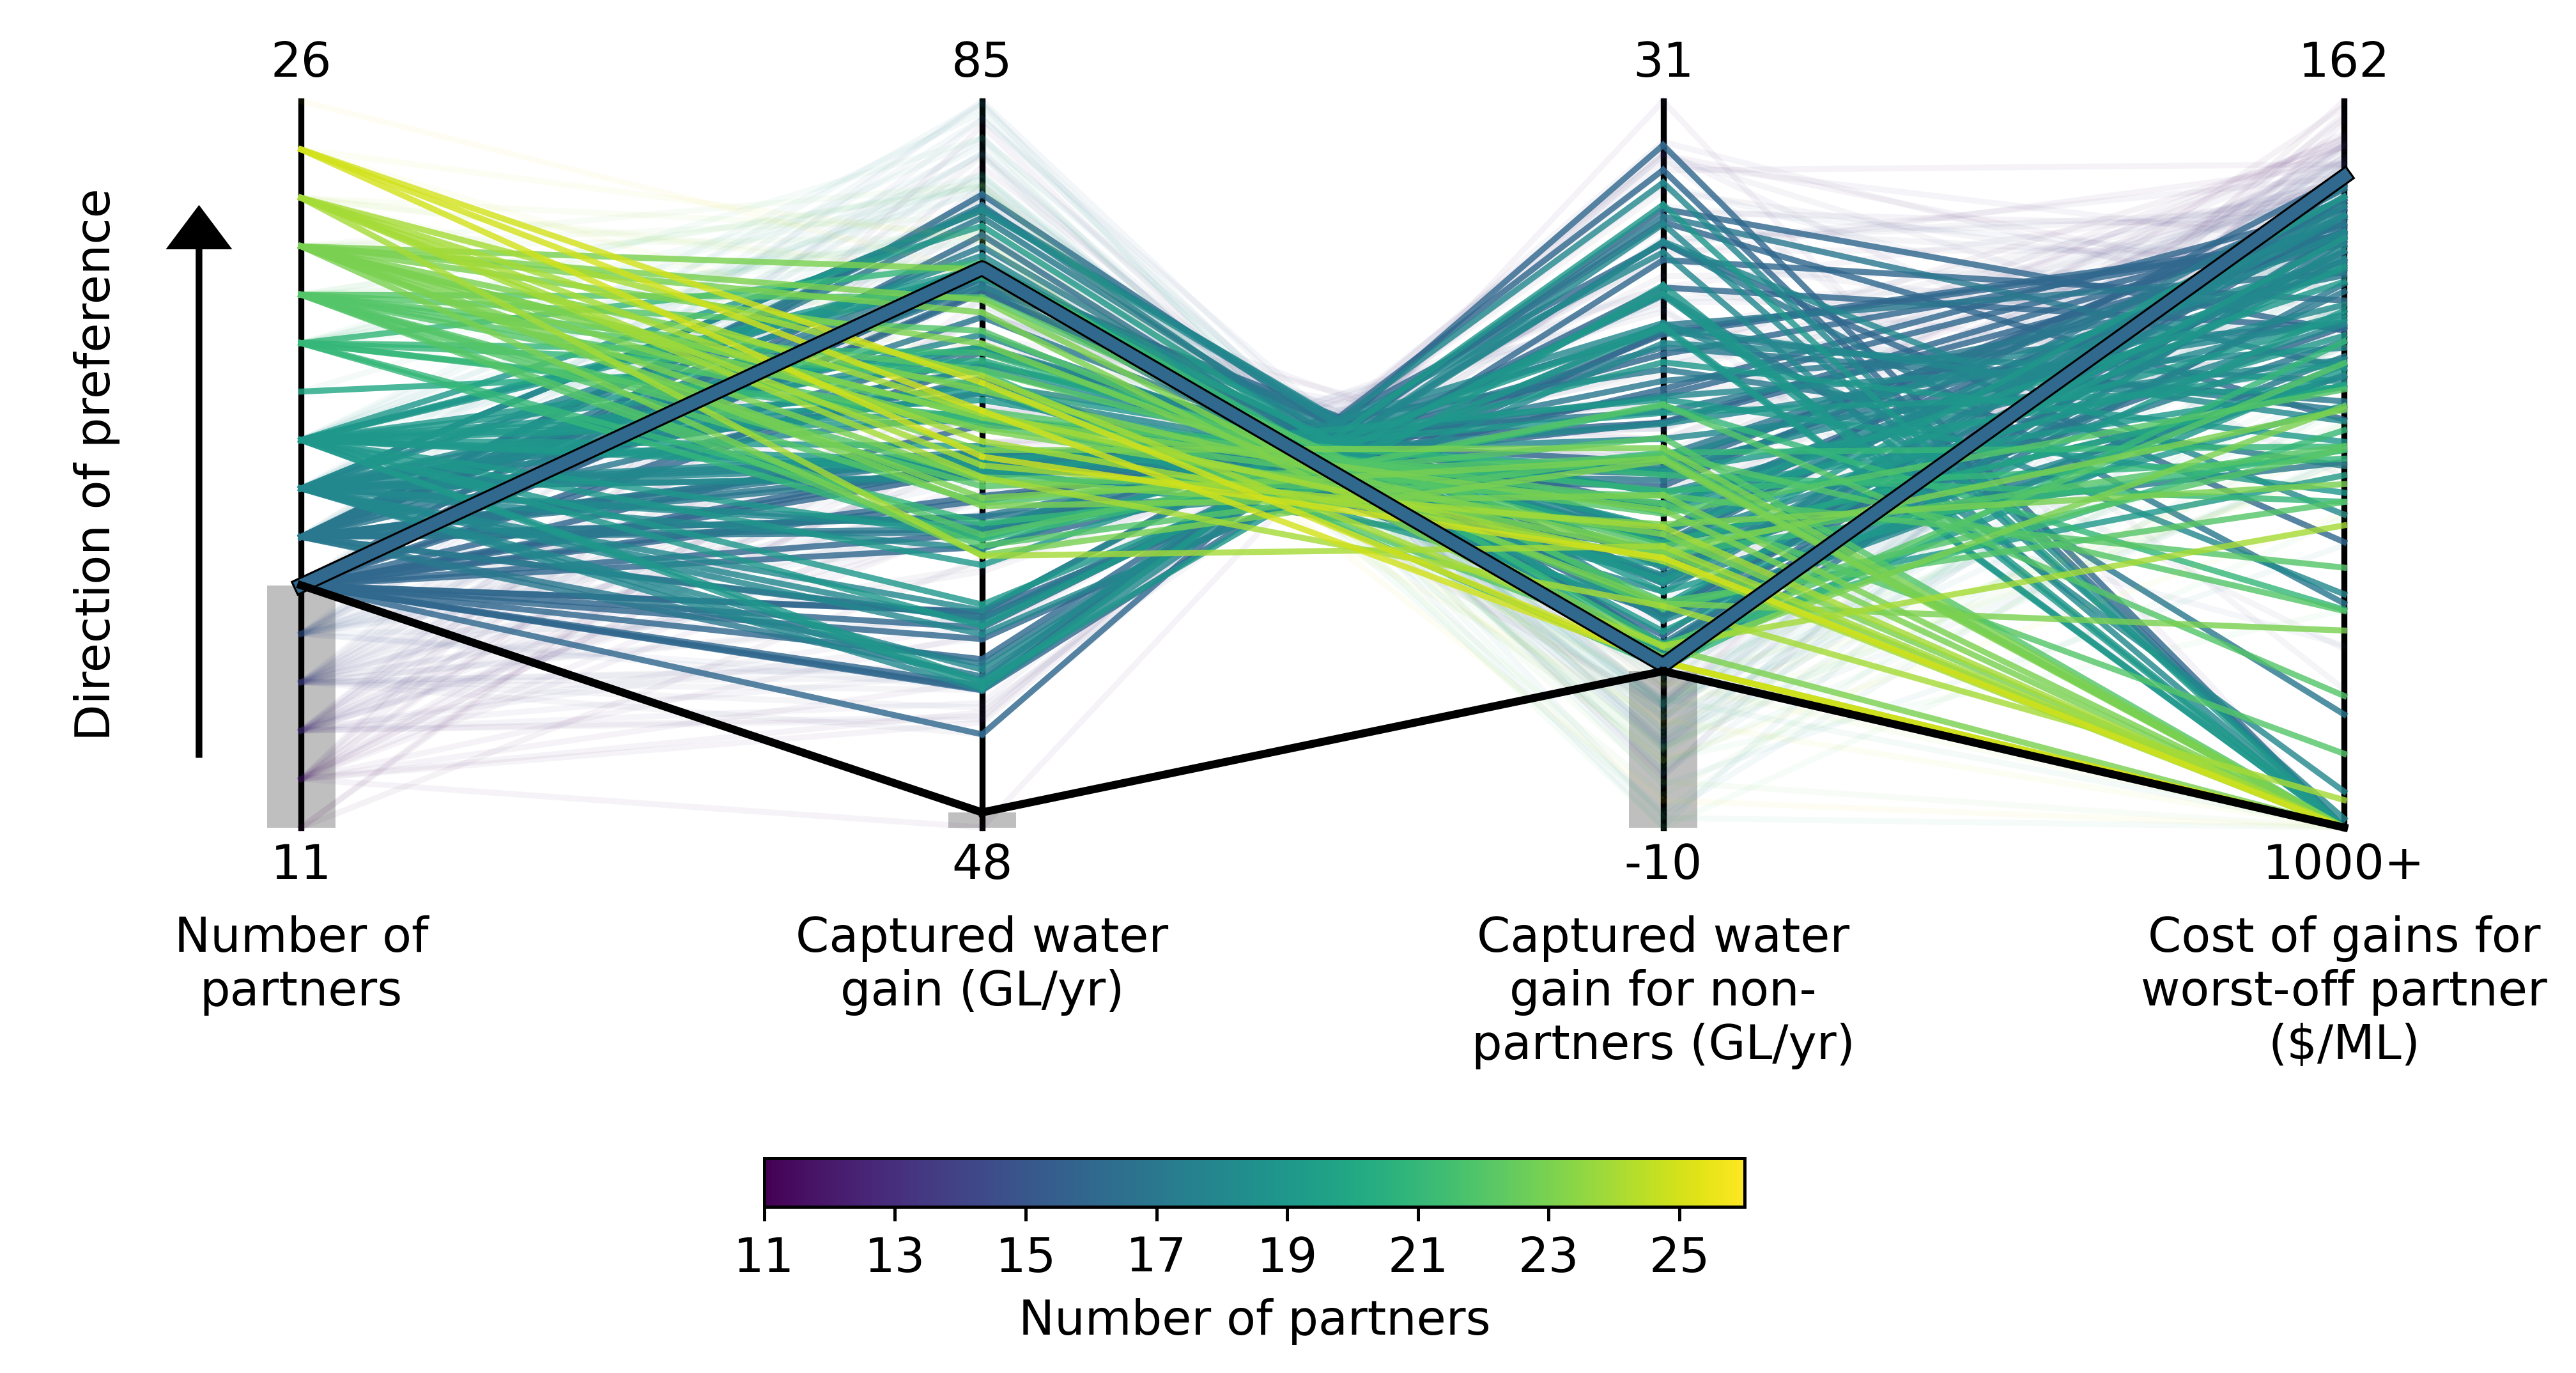 26
85
31
162
Direction of preference
11
48
-10
1000+
Number of
partners
Captured water
gain (GL/yr)
Captured water
gain for non-
partners (GL/yr)
Cost of gains for
worst-off partner
($/ML)
11
13
15
17
19
21
23
25
Number of partners